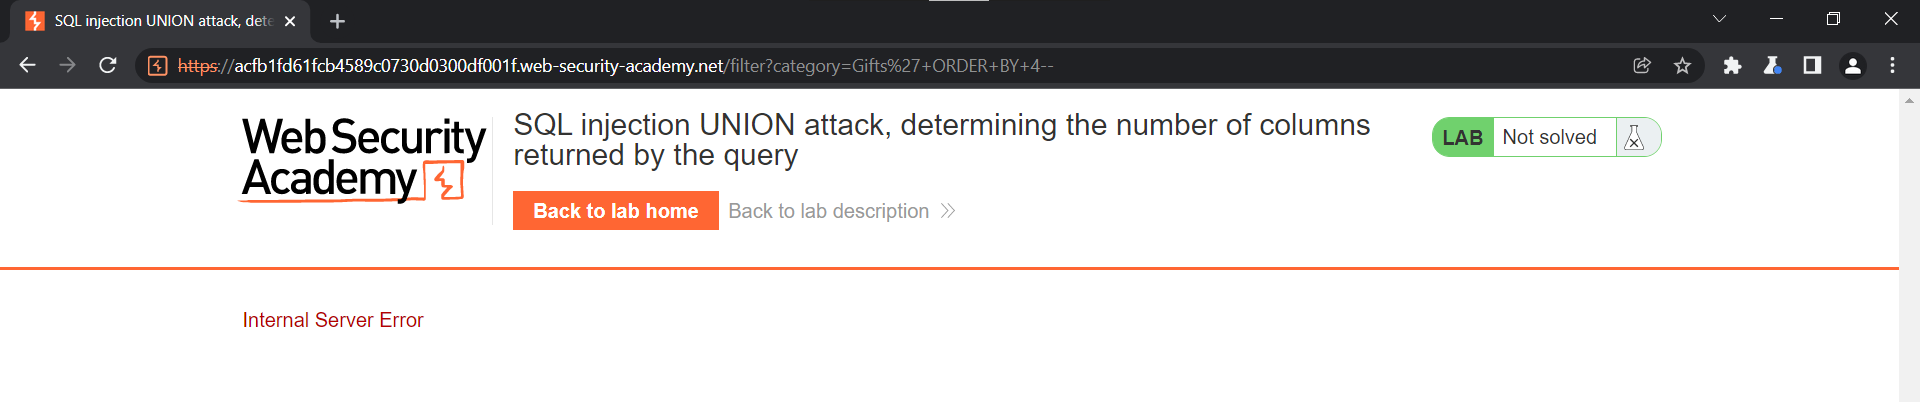 SQL injection UNION attack, dete
https://acfb1fd61fcb4589c0730d0300df001f.web-security-academy.net/filter?category=Gifts%27+ORDER+BY+4--
Web Security
Academy
SQL injection UNION attack, determining the number of columns
returned by the query
LAB Not solved
Back to lab home Back to lab description
Internal Server Error